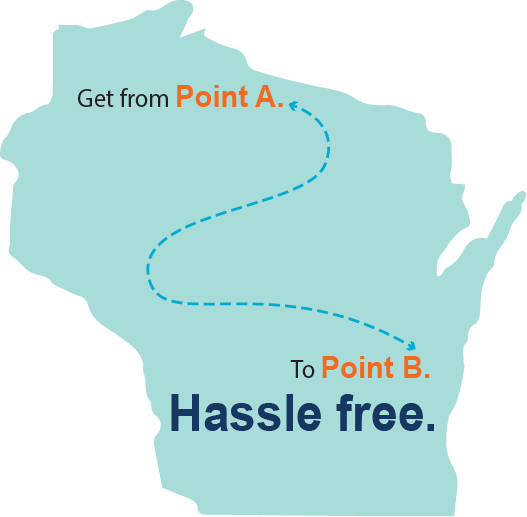 Get from Point A.
To Point B.
Hassle free.